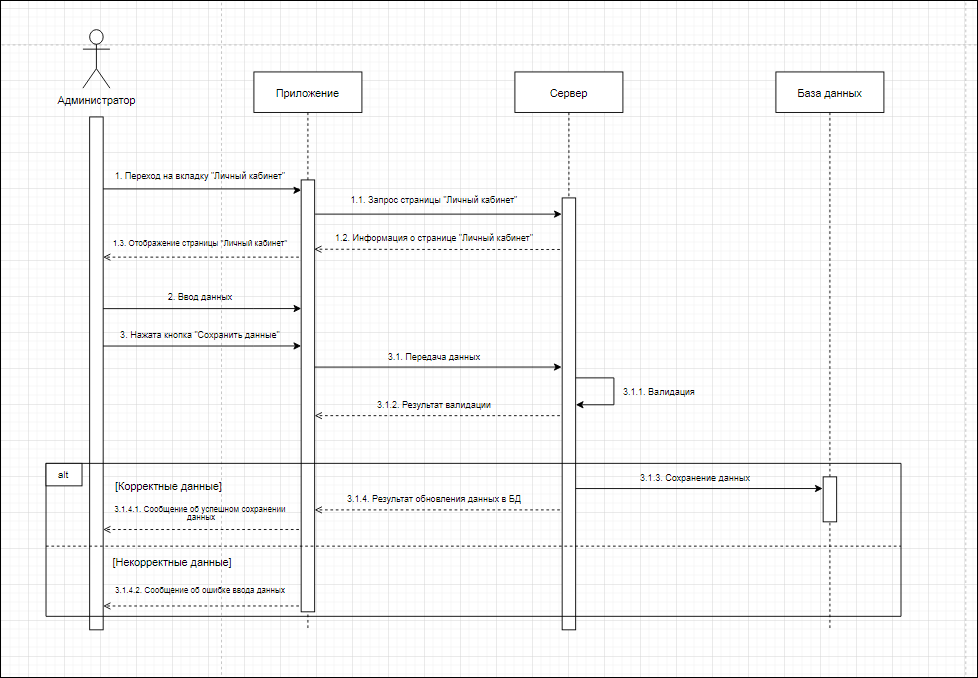 Администратор
Приложение
Сервер
База данных
1. Переход на вкладку "Личный кабинет"
1.1. Запрос страницы "Личный кабинет"
1.2. Информация о странице "Личный кабинет"
1.3. Отображение страницы "Личный кабинет"
2. Ввод данных
3. Нажата кнопка "Сохранить данные"
3.1. Передача данных
3.1.1. Валидация
3.1.2. Результат валидации
alt
3.1.3. Сохранение данных
[Корректные данные]
3.1.4. Результат обновления данных в БД
3.1.4.1. Сообщение об успешном сохранении
данных
[Некорректные данные]
3.1.4.2. Сообщение об ошибке ввода данных